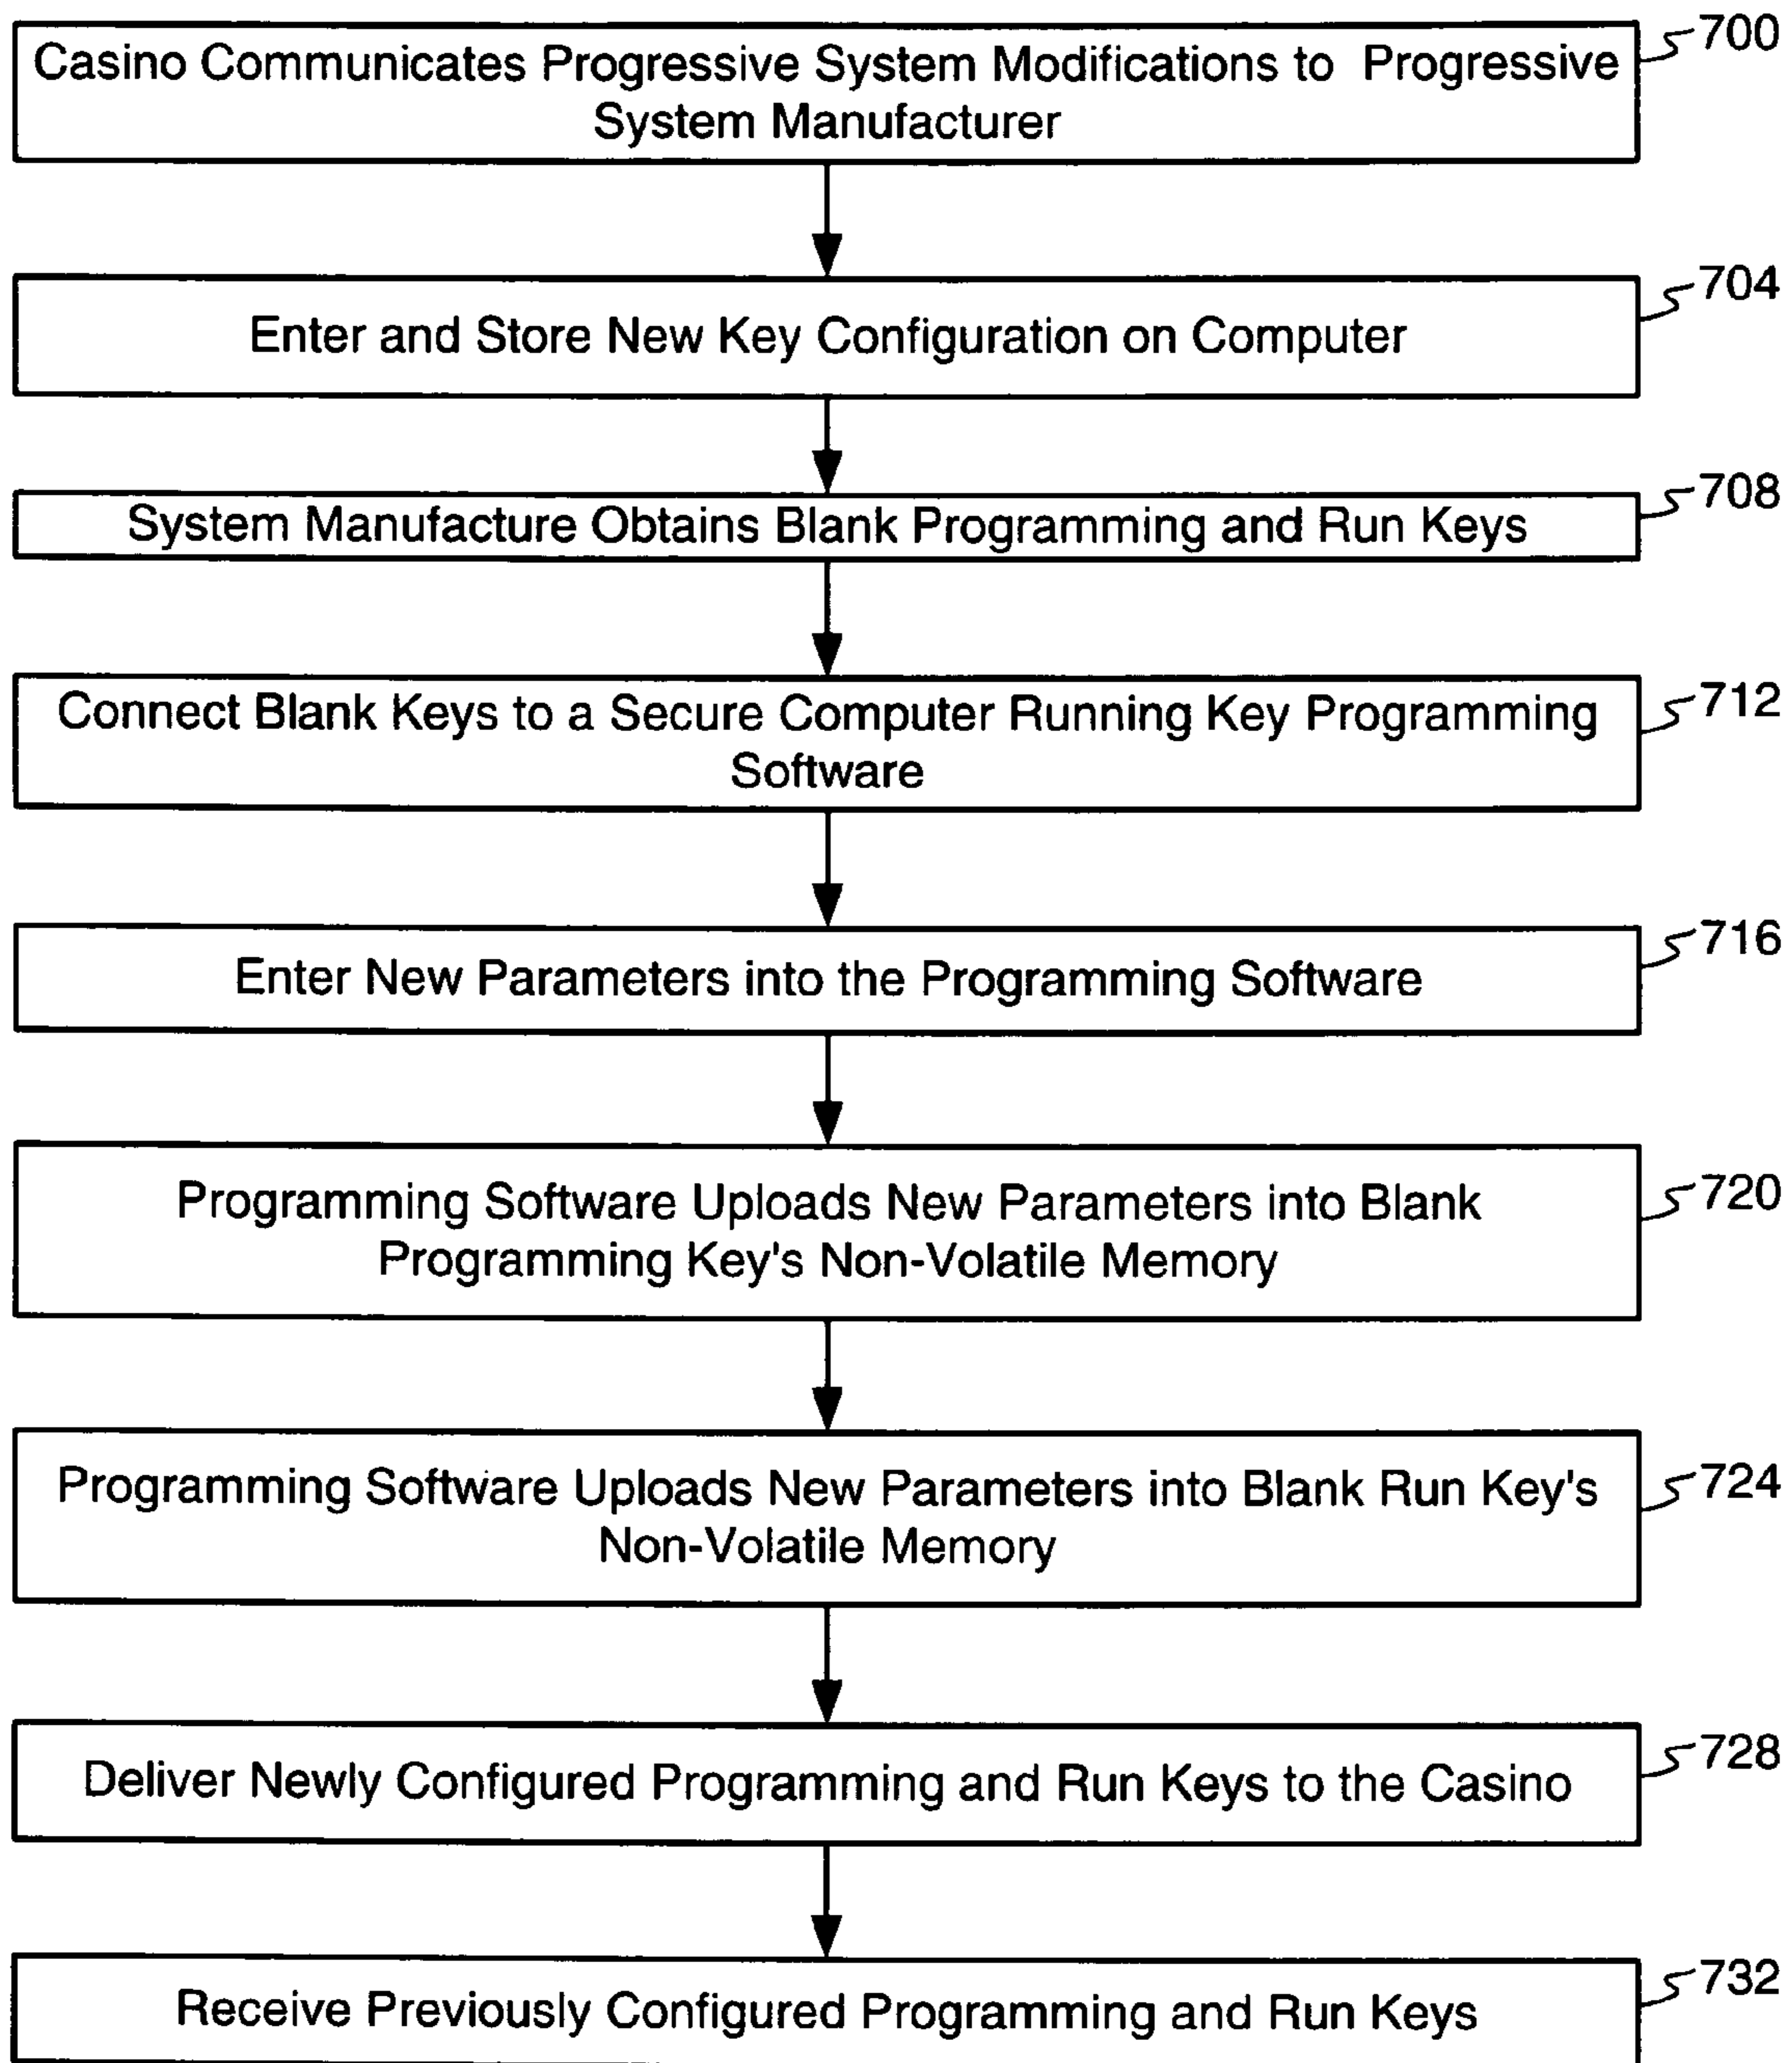 700
Casino Communicates Progressive System Modifications to Progressive
System Manufacturer
704
Enter and Store New Key Configuration on Computer
708
System Manufacture Obtains Blank Programming and Run Keys
712
Connect Blank Keys to a Secure Computer Running Key Programming
Software
716
Enter New Parameters into the Programming Software
720
Programming Software Uploads New Parameters into Blank
Programming Key's Non-Volatile Memory
724
Programming Software Uploads New Parameters into Blank Run Key's
Non-Volatile Memory
728
Deliver Newly Configured Programming and Run Keys to the Casino
732
Receive Previously Configured Programming and Run Keys